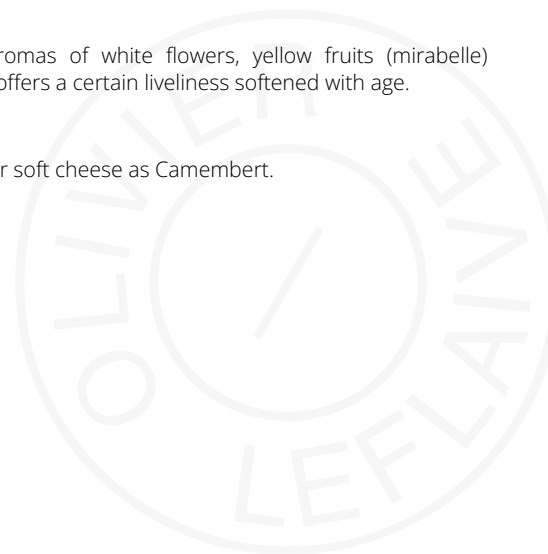 romas of white flowers, yellow fruits (mirabelle)
offers a certain liveliness softened with age.
r soft cheese as Camembert.
OLIVIER LEFLAIVE